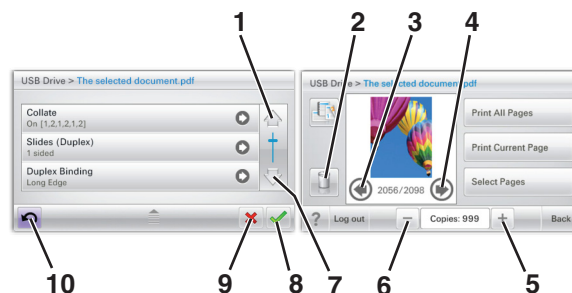 1
2
3
4
USB Drive > The selected document.pdf
Collate
On [1,2,1,2,1,2]
Slides (Duplex)
1 sided
Duplex Binding
Long Edge
USB Drive > The selected document.pdf
Print All Pages
Print Current Page
Select Pages
2056/2098
? Log out
Copies: 999
Back
10
9
8
7
6
5